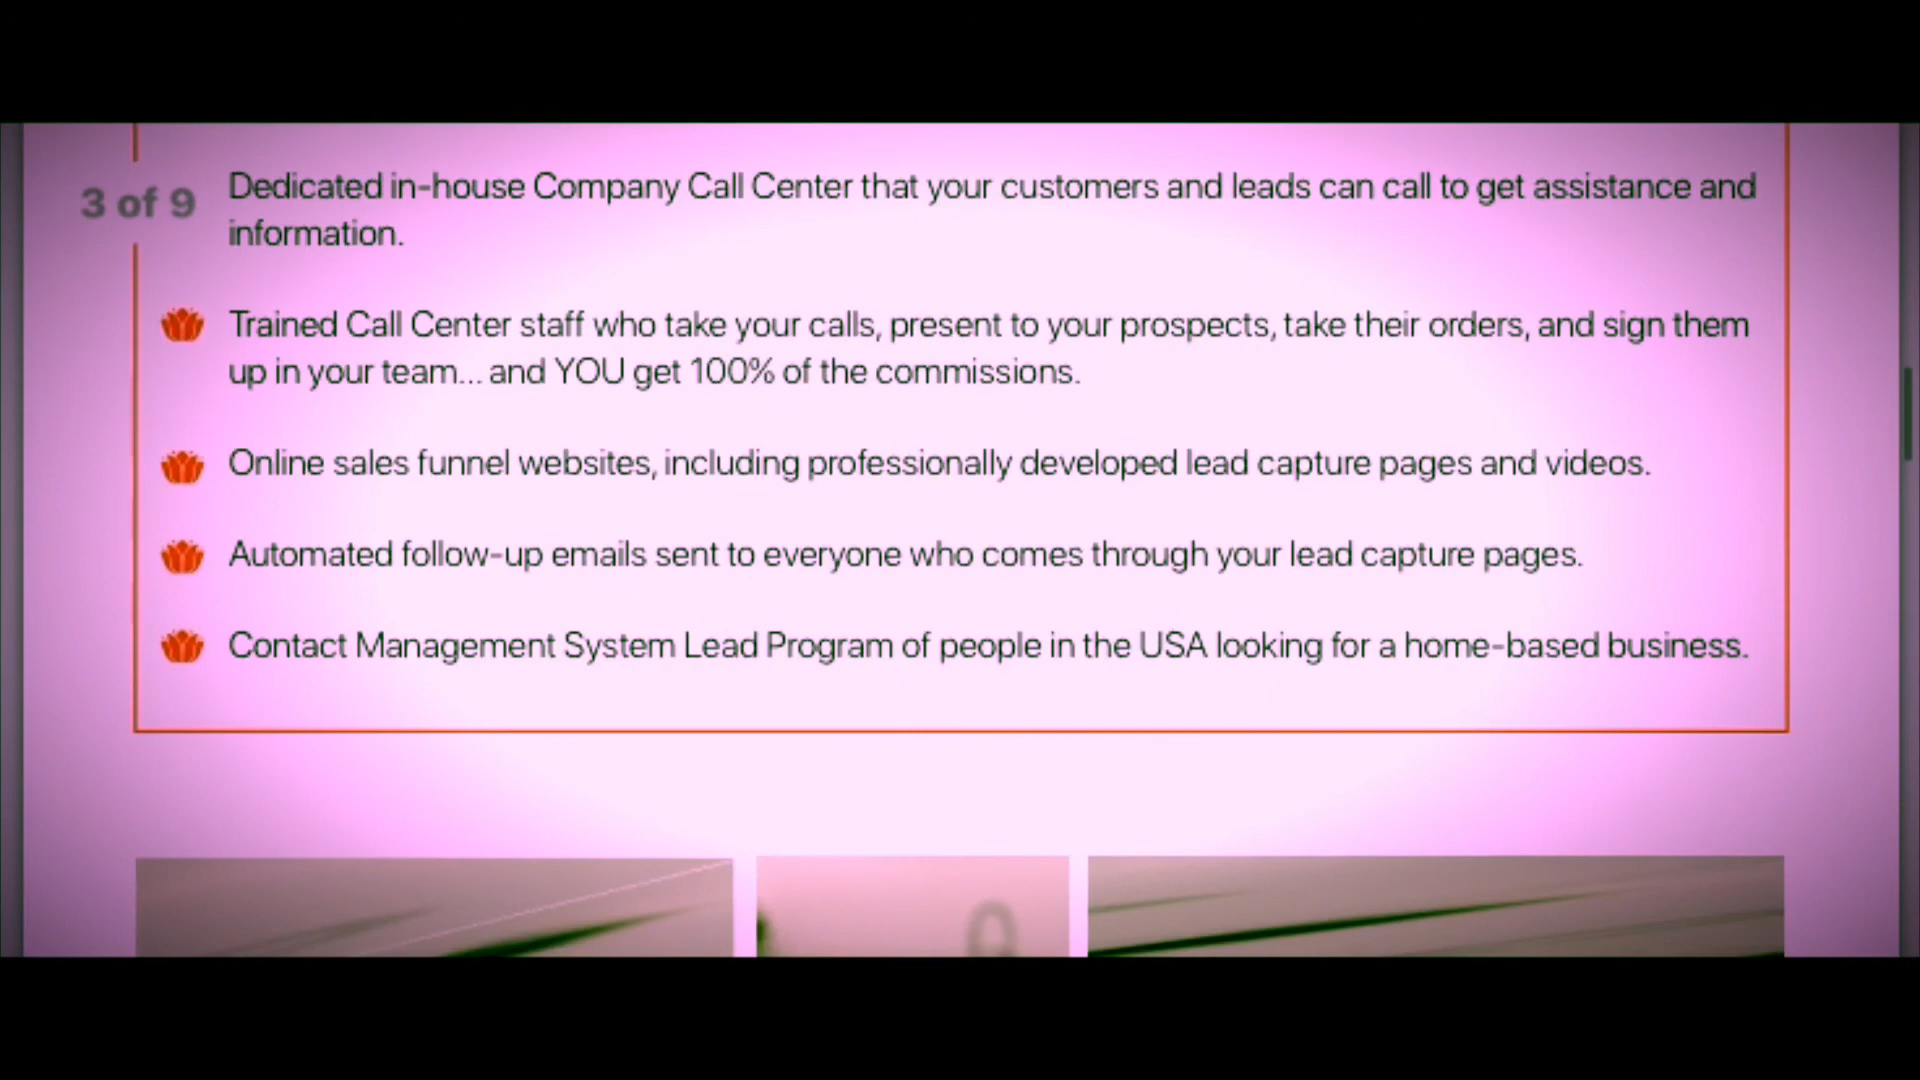 3 of 9
Dedicated in-house Company Call Center that your customers and leads can call to get assistance and
information.
Trained Call Center staff who take your calls, present to your prospects, take their orders, and sign them
up in your team... and YOU get 100% of the commissions.
Online sales funnel websites, including professionally developed lead capture pages and videos.
Automated follow-up emails sent to everyone who comes through your lead capture pages.
Contact Management System Lead Program of people in the USA looking for a home-based business.